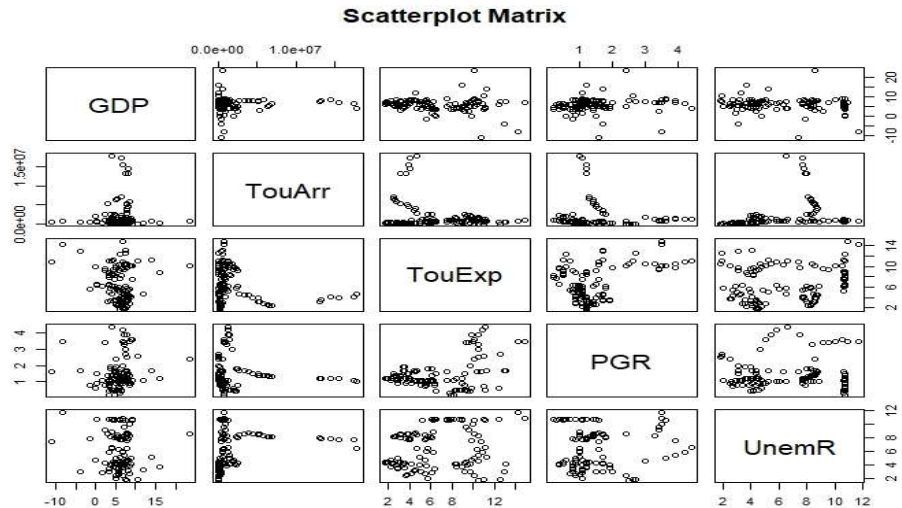 Scatterplot Matrix
0.0e+00 1.0e+07
1 2 3 4
GDP
-10 0 10 20
0.0e+00 1.5e+07
TouArr
TouExp
2 6 10 14
1 2 3 4
PGR
UnemR
2 4 6 8 12
-10 0 5 15
2 4 6 8 11
2 4 6 8 10 12